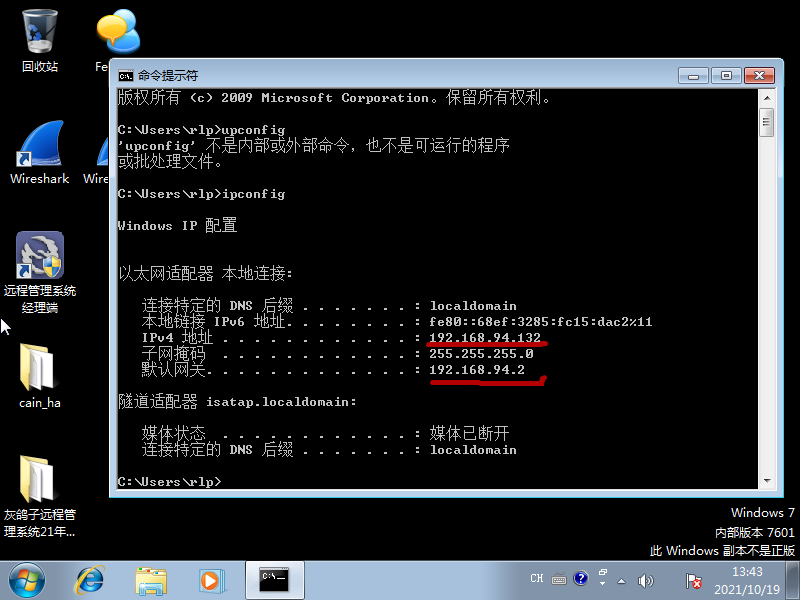 回收站
Fe
Wireshark
Wire
远程管理系统
经理端
cain_ha
灰鸽子远程管
理系统21年...
命令提示符
版权所有 (c) 2009 Microsoft Corporation。保留所有权利。
C:\Users\rlp>upconfig
'upconfig' 不是内部或外部命令，也不是可运行的程序
或批处理文件。
C:\Users\rlp>ipconfig
Windows IP 配置
以太网适配器 本地连接:
连接特定的 DNS 后缀 . . . . . . . : localdomain
本地链接 IPv6 地址. . . . . . . . : fe80::68ef:3285:fc15:dac2%11
IPv4 地址 . . . . . . . . . . . . : 192.168.94.132
子网掩码 . . . . . . . . . . . . : 255.255.255.0
默认网关. . . . . . . . . . . . . : 192.168.94.2
隧道适配器 isatap.localdomain:
媒体状态 . . . . . . . . . . . . : 媒体已断开
连接特定的 DNS 后缀 . . . . . . . : localdomain
C:\Users\rlp>
Windows 7
内部版本 7601
此 Windows 副本不是正版
C:\_
CH
13:43
2021/10/19